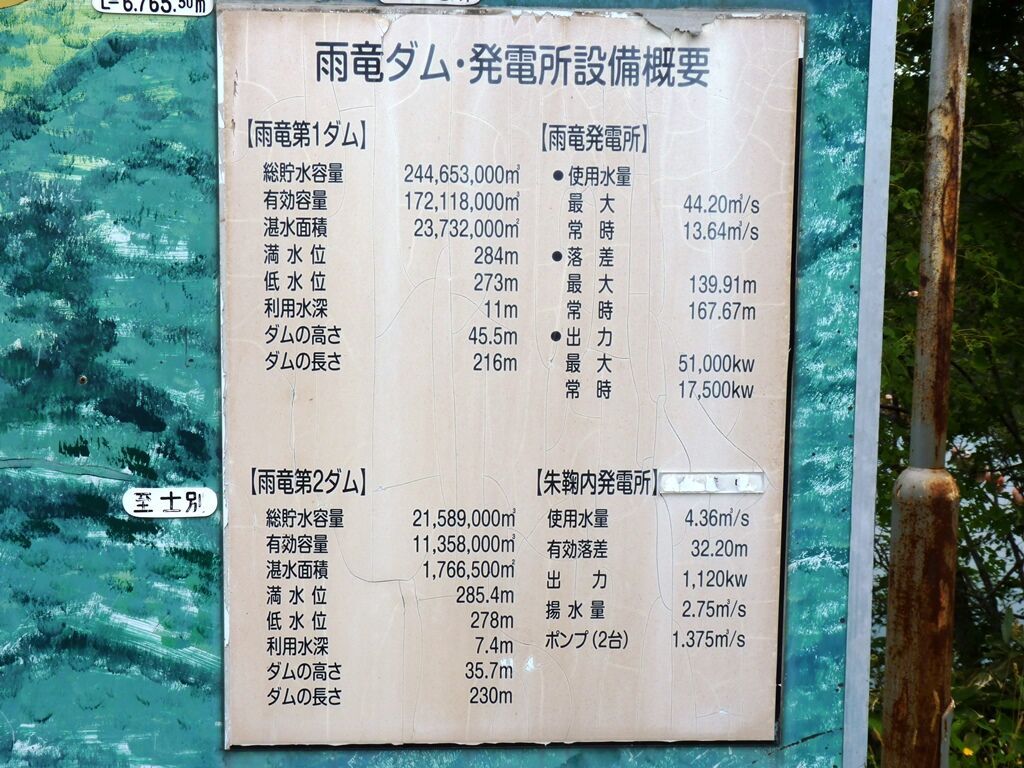 L=6.765.50m
雨竜ダム・発電所設備概要
【雨竜第1ダム】
総貯水容量 244,653,000㎥
有効容量 172,118,000㎥
湛水面積 23,732,000㎡
満水位 284m
低水位 273m
利用水深 11m
ダムの高さ 45.5m
ダムの長さ 216m
【雨竜発電所】
●使用水量
最大 44.20㎥/s
常時 13.64㎥/s
●落差
最大 139.91m
常時 167.67m
●出力
最大 51,000kw
常時 17,500kw
【雨竜第2ダム】
総貯水容量 21,589,000㎥
有効容量 11,358,000㎥
湛水面積 1,766,500㎡
満水位 285.4m
低水位 278m
利用水深 7.4m
ダムの高さ 35.7m
ダムの長さ 230m
【朱鞠内発電所】
使用水量 4.36㎥/s
有効落差 32.20m
出力 1,120kw
揚水量 2.75㎥/s
ポンプ(2台) 1.375㎥/s
至士別